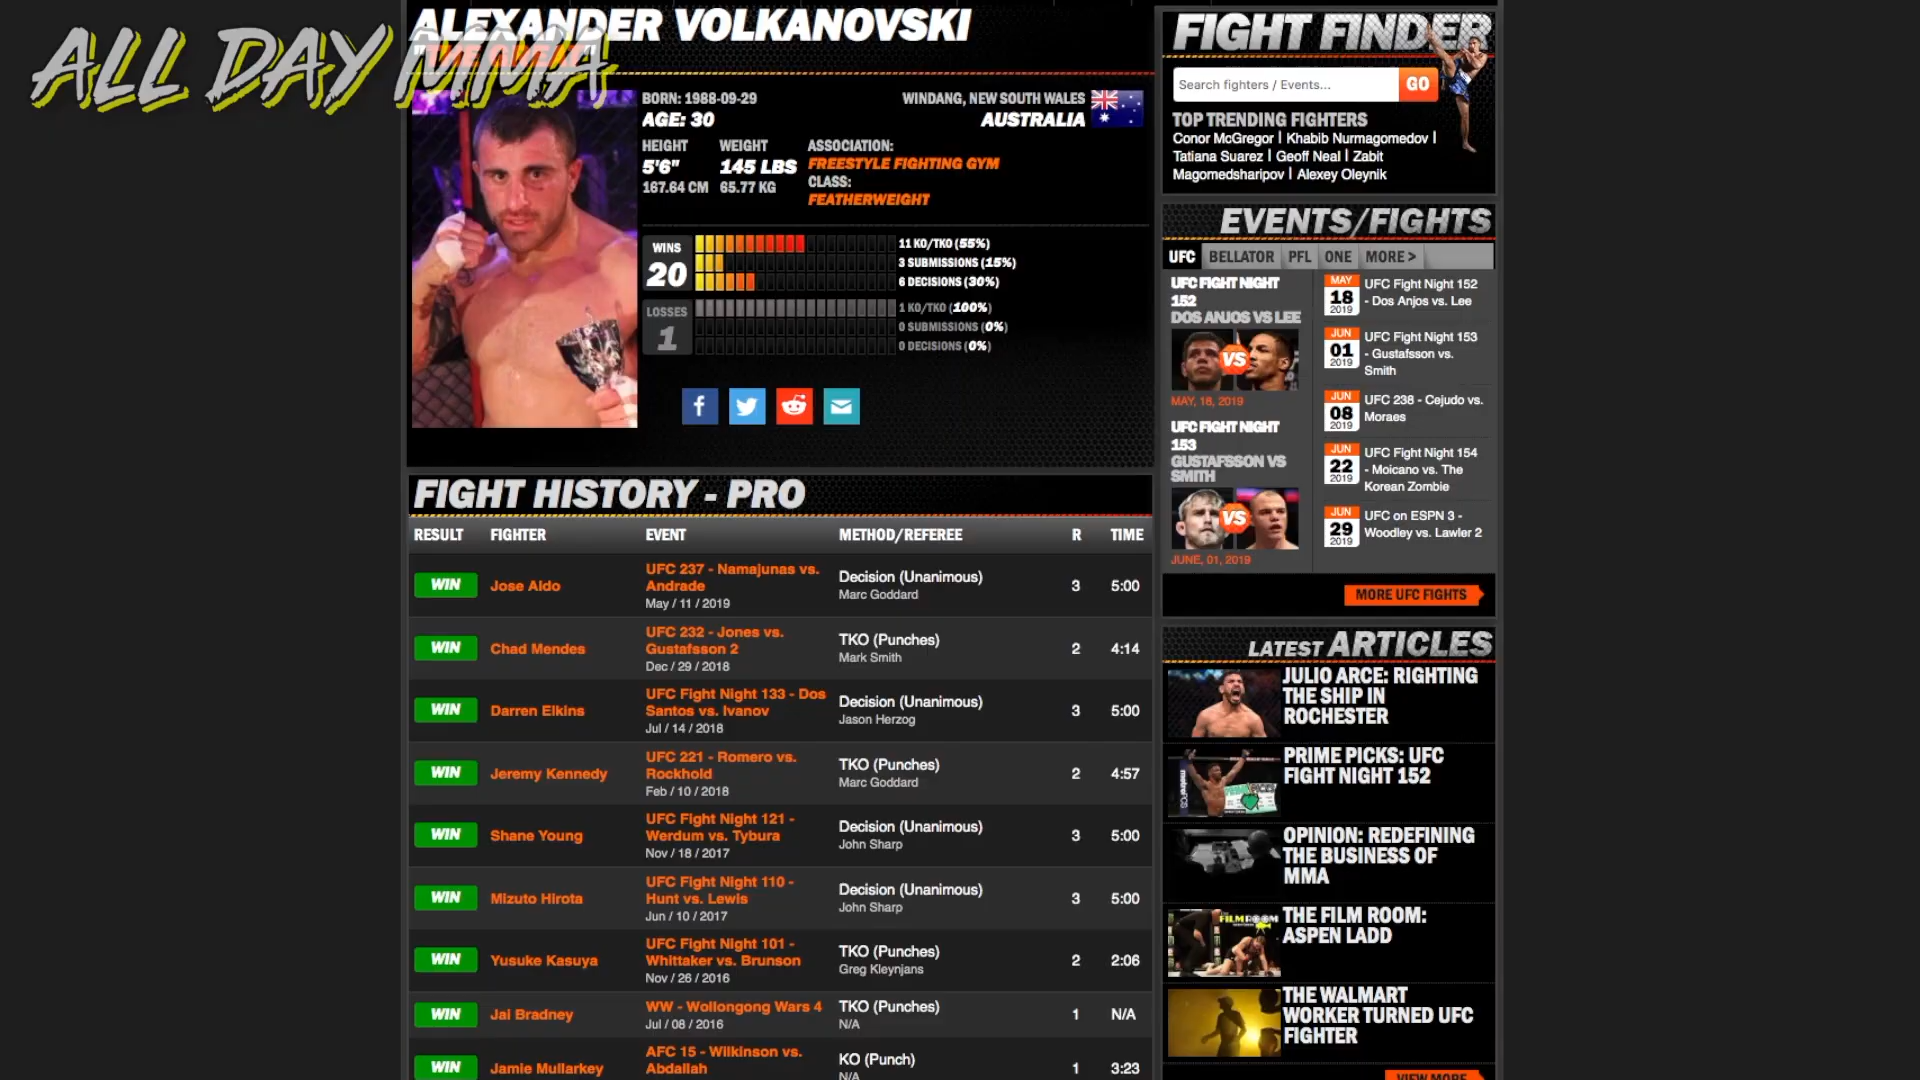 ALL DAY MMA
ALEXANDER VOLKANOVSKI
BORN: 1988-09-29
AGE: 30
WINDANG, NEW SOUTH WALES
AUSTRALIA
HEIGHT
5'6"
167.64 CM
WEIGHT
145 LBS
65.77 KG
ASSOCIATION:
FREESTYLE FIGHTING GYM
CLASS:
FEATHERWEIGHT
WINS
20
11 KO/TKO (55%)
3 SUBMISSIONS (15%)
6 DECISIONS (30%)
LOSSES
1
1 KO/TKO (100%)
0 SUBMISSIONS (0%)
0 DECISIONS (0%)
FIGHT HISTORY - PRO
RESULT FIGHTER EVENT METHOD/REFEREE R TIME
WIN Jose Aldo UFC 237 - Namajunas vs. Andrade May / 11 / 2019 Decision (Unanimous) Marc Goddard 3 5:00
WIN Chad Mendes UFC 232 - Jones vs. Gustafsson 2 Dec / 29 / 2018 TKO (Punches) Mark Smith 2 4:14
WIN Darren Elkins UFC Fight Night 133 - Dos Santos vs. Ivanov Jul / 14 / 2018 Decision (Unanimous) Jason Herzog 3 5:00
WIN Jeremy Kennedy UFC 221 - Romero vs. Rockhold Feb / 10 / 2018 TKO (Punches) Marc Goddard 2 4:57
WIN Shane Young UFC Fight Night 121 - Werdum vs. Tybura Nov / 18 / 2017 Decision (Unanimous) John Sharp 3 5:00
WIN Mizuto Hirota UFC Fight Night 110 - Hunt vs. Lewis Jun / 10 / 2017 Decision (Unanimous) John Sharp 3 5:00
WIN Yusuke Kasuya UFC Fight Night 101 - Whittaker vs. Brunson Nov / 26 / 2016 TKO (Punches) Greg Kleynjans 2 2:06
WIN Jai Bradney WW - Wollongong Wars 4 Jul / 08 / 2016 TKO (Punches) N/A 1 N/A
WIN Jamie Mullarkey AFC 15 - Wilkinson vs. Abdallah KO (Punch) N/A 1 3:23
FIGHT FINDER
Search fighters / Events... GO
TOP TRENDING FIGHTERS
Conor McGregor | Khabib Nurmagomedov |
Tatiana Suarez | Geoff Neal | Zabit
Magomedsharipov | Alexey Oleynik
EVENTS/FIGHTS
UFC BELLATOR PFL ONE MORE >
UFC FIGHT NIGHT
152
DOS ANJOS VS LEE
VS
MAY, 18, 2019
UFC FIGHT NIGHT
153
GUSTAFSSON VS
SMITH
VS
JUNE, 01, 2019
MAY 18 2019 UFC Fight Night 152 - Dos Anjos vs. Lee
JUN 01 2019 UFC Fight Night 153 - Gustafsson vs. Smith
JUN 08 2019 UFC 238 - Cejudo vs. Moraes
JUN 22 2019 UFC Fight Night 154 - Moicano vs. The Korean Zombie
JUN 29 2019 UFC on ESPN 3 - Woodley vs. Lawler 2
MORE UFC FIGHTS
LATEST ARTICLES
JULIO ARCE: RIGHTING
THE SHIP IN
ROCHESTER
PRIME PICKS: UFC
FIGHT NIGHT 152
OPINION: REDEFINING
THE BUSINESS OF
MMA
FILM ROOM
THE FILM ROOM:
ASPEN LADD
THE WALMART
WORKER TURNED UFC
FIGHTER
VIEW MORE